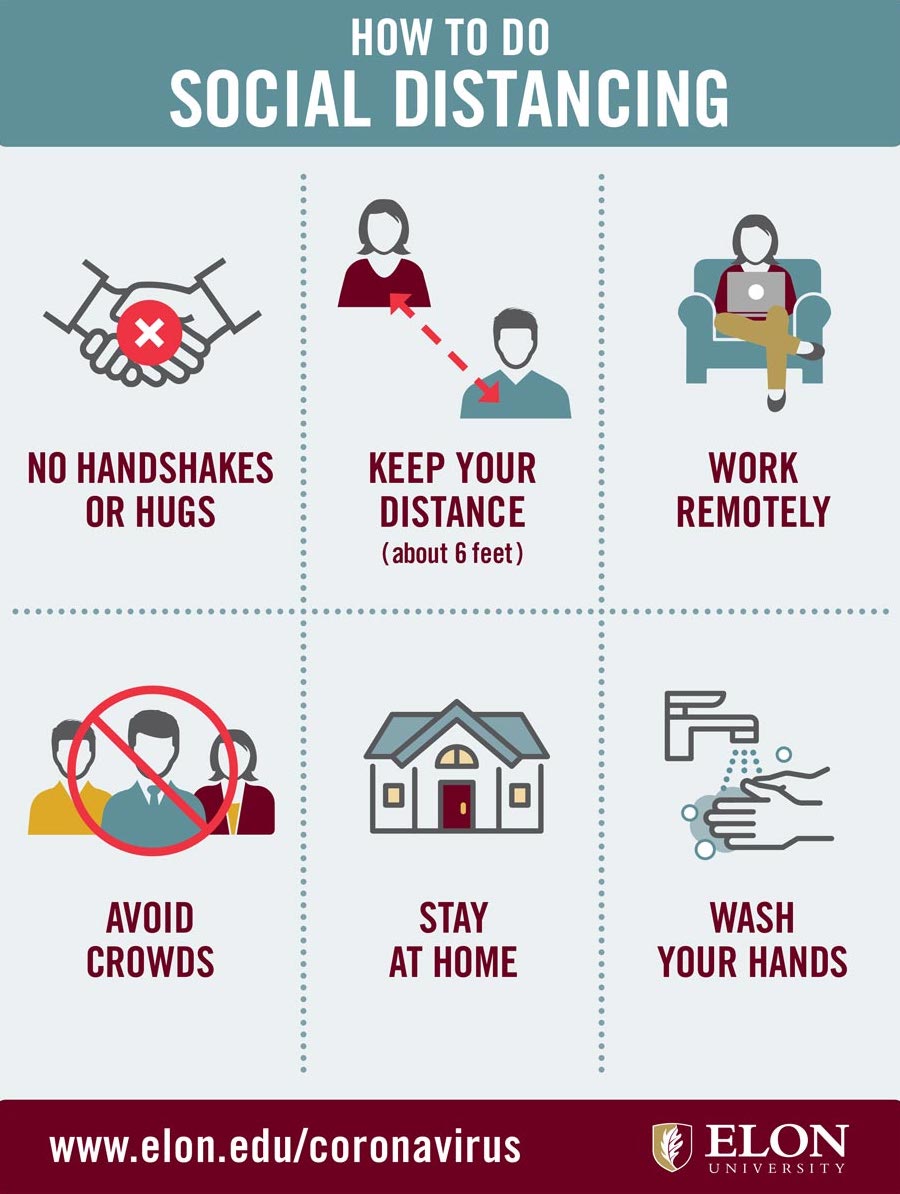 HOW TO DO
SOCIAL DISTANCING
NO HANDSHAKES
OR HUGS
KEEP YOUR
DISTANCE
(about 6 feet)
WORK
REMOTELY
AVOID
CROWDS
STAY
AT HOME
WASH
YOUR HANDS
www.elon.edu/coronavirus
ELON
UNIVERSITY